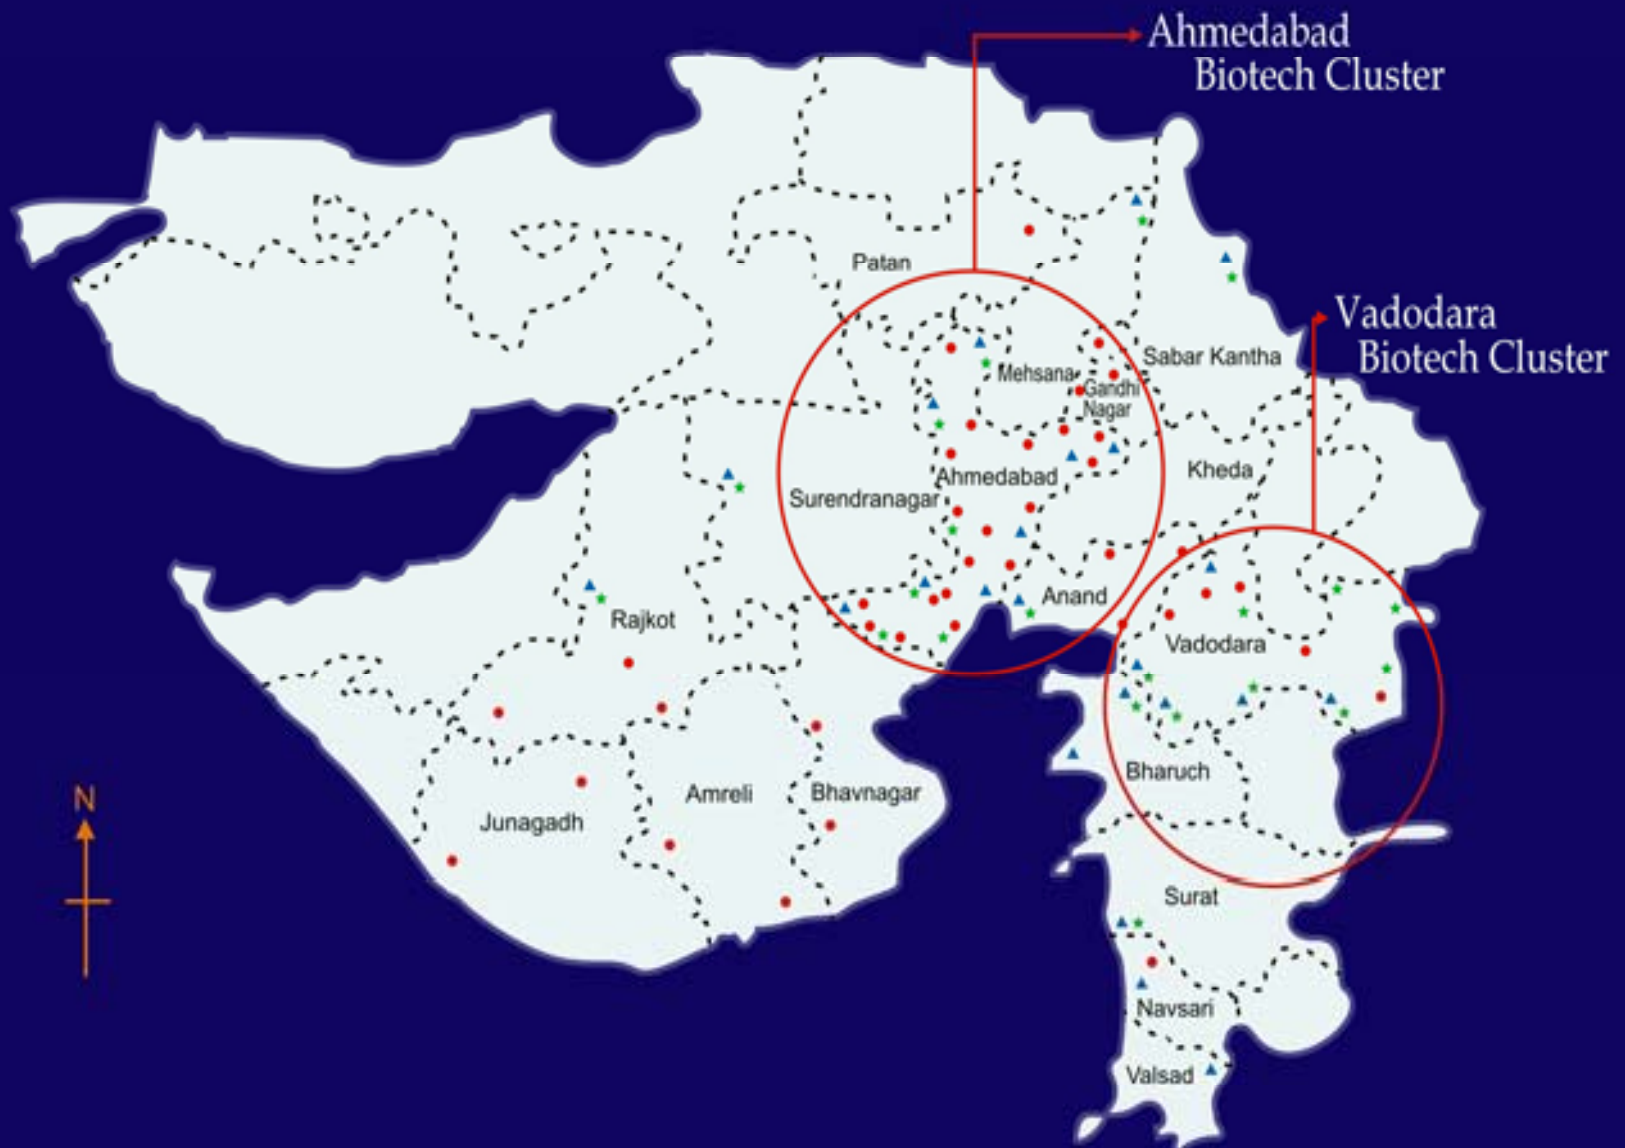 Ahmedabad
Biotech Cluster
Patan
Vadodara
Biotech Cluster
Sabar Kantha
Mehsana
Gandhi
Nagar
Kheda
Ahmedabad
Surendranagar
Anand
Rajkot
Vadodara
Bharuch
Amreli
Bhavnagar
Junagadh
N
Surat
Navsari
Valsad